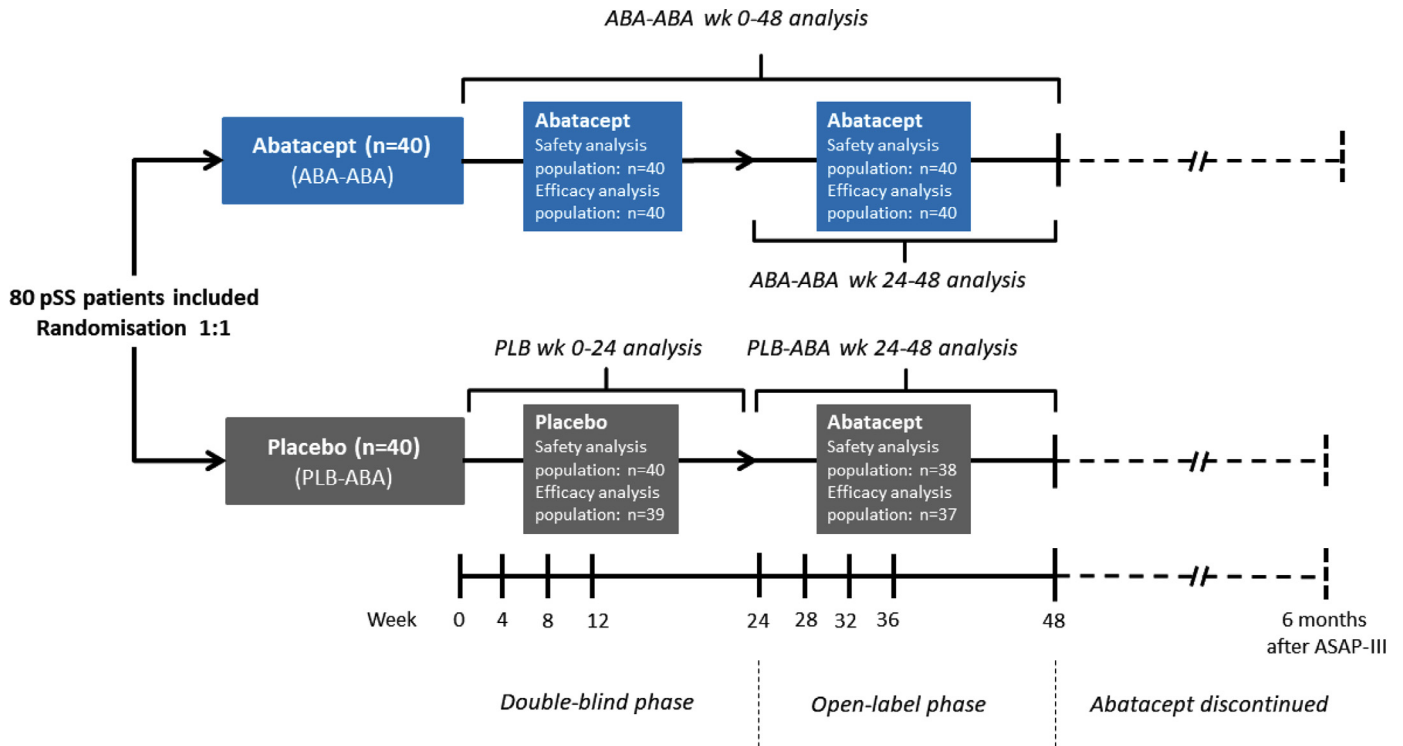 ABA-ABA wk 0-48 analysis
Abatacept (n=40)
(ABA-ABA)
Abatacept
Safety analysis
population: n=40
Efficacy analysis
population: n=40
Abatacept
Safety analysis
population: n=40
Efficacy analysis
population: n=40
ABA-ABA wk 24-48 analysis
80 pSS patients included
Randomisation 1:1
PLB wk 0-24 analysis
PLB-ABA wk 24-48 analysis
Placebo (n=40)
(PLB-ABA)
Placebo
Safety analysis
population: n=40
Efficacy analysis
population: n=39
Abatacept
Safety analysis
population: n=38
Efficacy analysis
population: n=37
Week 0 4 8 12 24 28 32 36 48 6 months
after ASAP-III
Double-blind phase Open-label phase Abatacept discontinued